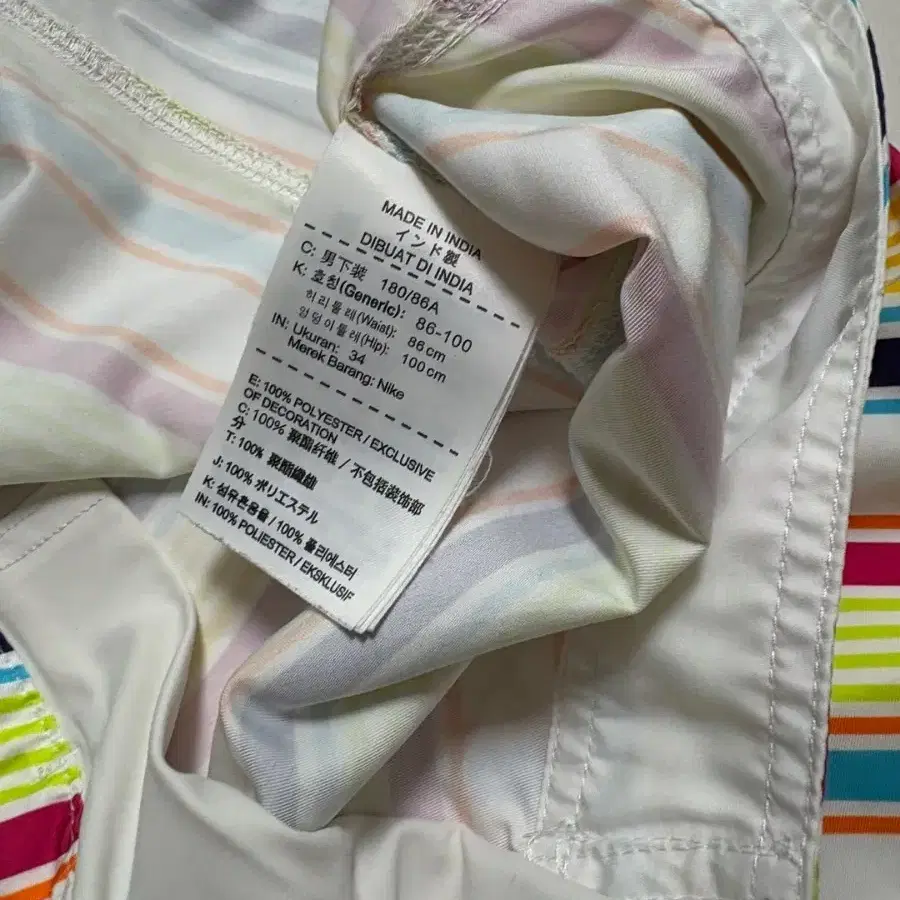 MADE IN INDIA
インド製
DIBUAT DI INDIA
C: 男下装 180/86A
K: 호칭(Generic): 86-100
허리둘레(Waist): 86 cm
엉덩이둘레(Hip): 100 cm
IN: Ukuran: 34
Merek Barang: Nike
E: 100% POLYESTER / EXCLUSIVE
OF DECORATION
C: 100% 聚酯纤维 / 不包括装饰部
分
T: 100% 聚酯纖維
J: 100% ポリエステル
K: 섬유혼용율 / 100% 폴리에스터
IN: 100% POLIESTER / EKSKLUSIF